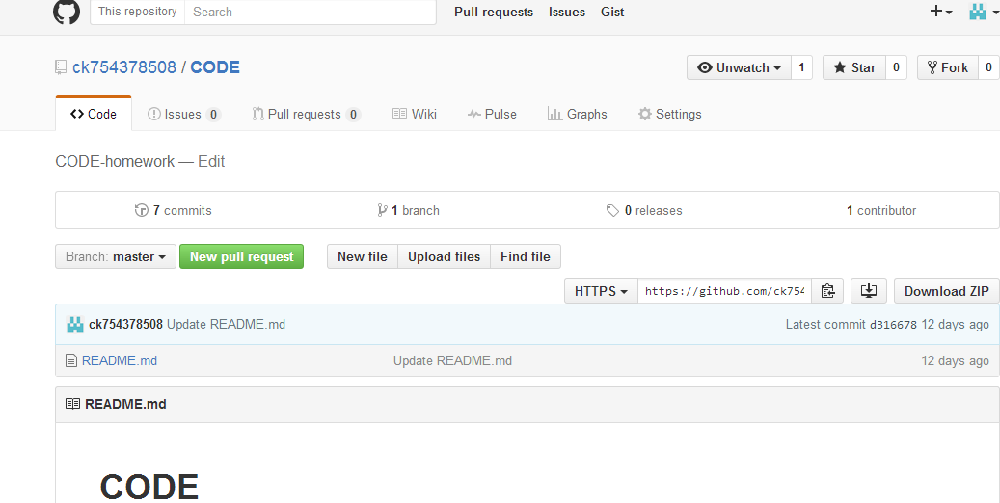 This repository Search Pull requests Issues Gist
ck754378508 / CODE Unwatch 1 Star 0 Fork 0
Code Issues 0 Pull requests 0 Wiki Pulse Graphs Settings
CODE-homework — Edit
7 commits 1 branch 0 releases 1 contributor
Branch: master New pull request New file Upload files Find file
HTTPS https://github.com/ck754 Download ZIP
ck754378508 Update README.md Latest commit d316678 12 days ago
README.md Update README.md 12 days ago
README.md
CODE